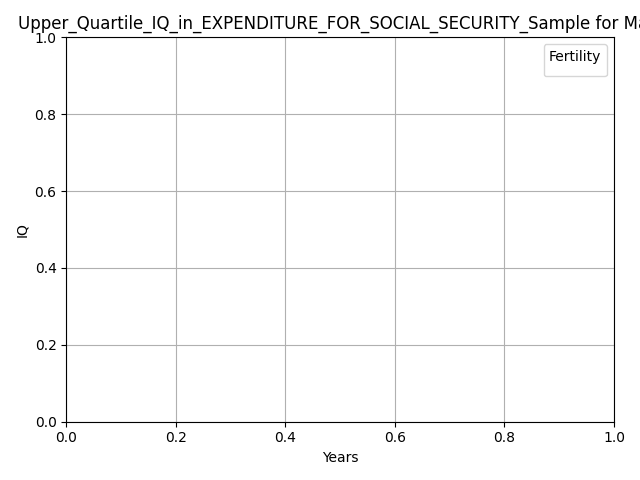 Upper_Quartile_IQ_in_EXPENDITURE_FOR_SOCIAL_SECURITY_Sample for Ma
Fertility
1.0
0.8
0.6
0.4
0.2
0.0
IQ
0.0 0.2 0.4 0.6 0.8 1.0
Years